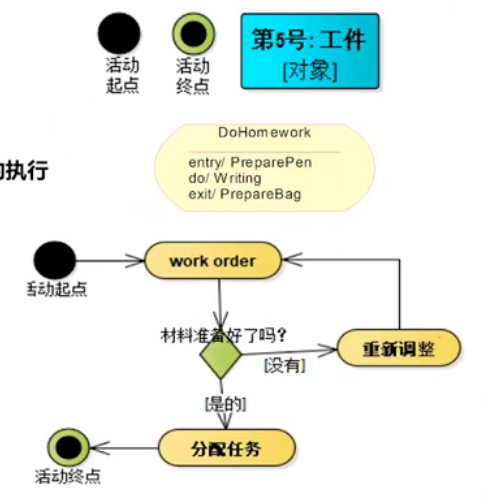 活动
起点
活动
终点
第5号: 工件
[对象]
DoHomework
entry/ PreparePen
do/ Writing
exit/ PrepareBag
的执行
活动起点
work order
材料准备好了吗?
[没有]
重新调整
[是的]
分配任务
活动终点